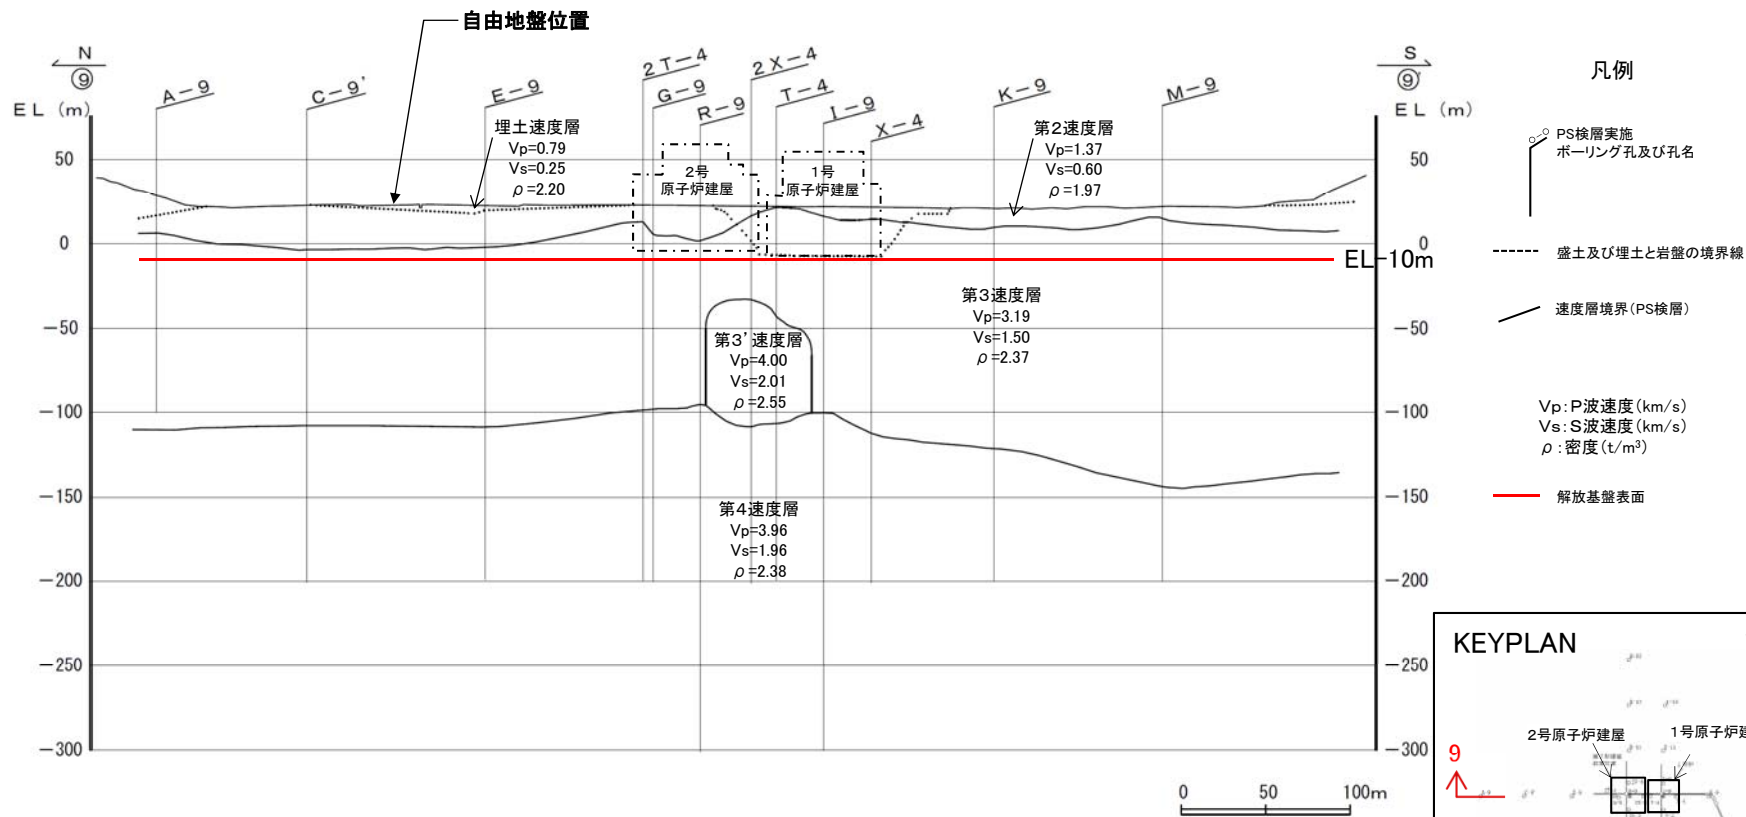 自由地盤位置
N
⑨
S
⑨'
凡例
EL (m)
EL (m)
A-9
C-9'
E-9
2T-4
G-9
R-9
2X-4
T-4
I-9
X-4
K-9
M-9
埋土速度層
Vp=0.79
Vs=0.25
ρ=2.20
2号
原子炉建屋
1号
原子炉建屋
第2速度層
Vp=1.37
Vs=0.60
ρ=1.97
PS検層実施
ボーリング孔及び孔名
盛土及び埋土と岩盤の境界線
速度層境界(PS検層)
Vp:P波速度(km/s)
Vs:S波速度(km/s)
ρ:密度(t/m³)
解放基盤表面
50
0
-50
-100
-150
-200
-250
-300
50
0
EL-10m
-50
-100
-150
-200
-250
-300
第3速度層
Vp=3.19
Vs=1.50
ρ=2.37
第3'速度層
Vp=4.00
Vs=2.01
ρ=2.55
第4速度層
Vp=3.96
Vs=1.96
ρ=2.38
0 50 100m
KEYPLAN
2号原子炉建屋
1号原子炉建
9